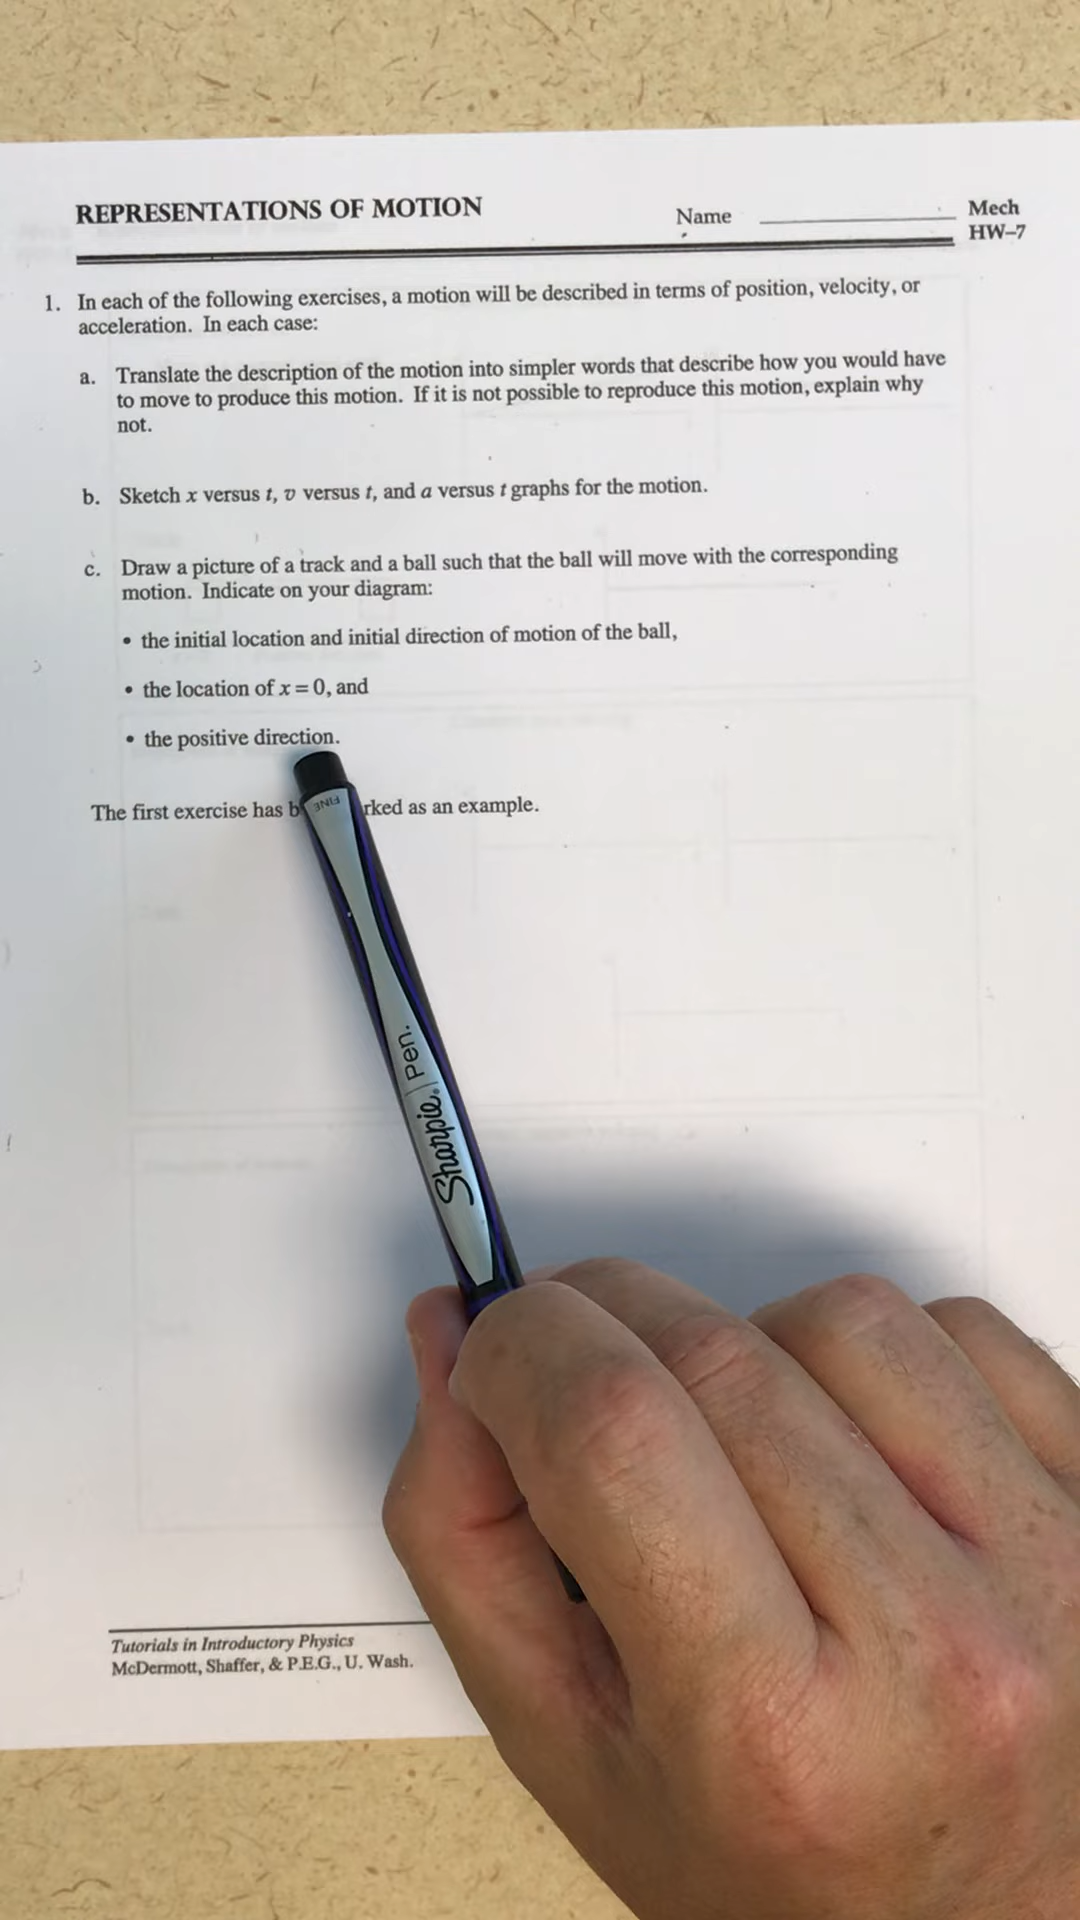 REPRESENTATIONS OF MOTION
Name
Mech
HW–7
1. In each of the following exercises, a motion will be described in terms of position, velocity, or
acceleration. In each case:
a. Translate the description of the motion into simpler words that describe how you would have
to move to produce this motion. If it is not possible to reproduce this motion, explain why
not.
b. Sketch x versus t, v versus t, and a versus t graphs for the motion.
c. Draw a picture of a track and a ball such that the ball will move with the corresponding
motion. Indicate on your diagram:
• the initial location and initial direction of motion of the ball,
• the location of x = 0, and
• the positive direction.
The first exercise has b rked as an example.
FINE
Sharpie. | Pen.
Tutorials in Introductory Physics
McDermott, Shaffer, & P.E.G., U. Wash.